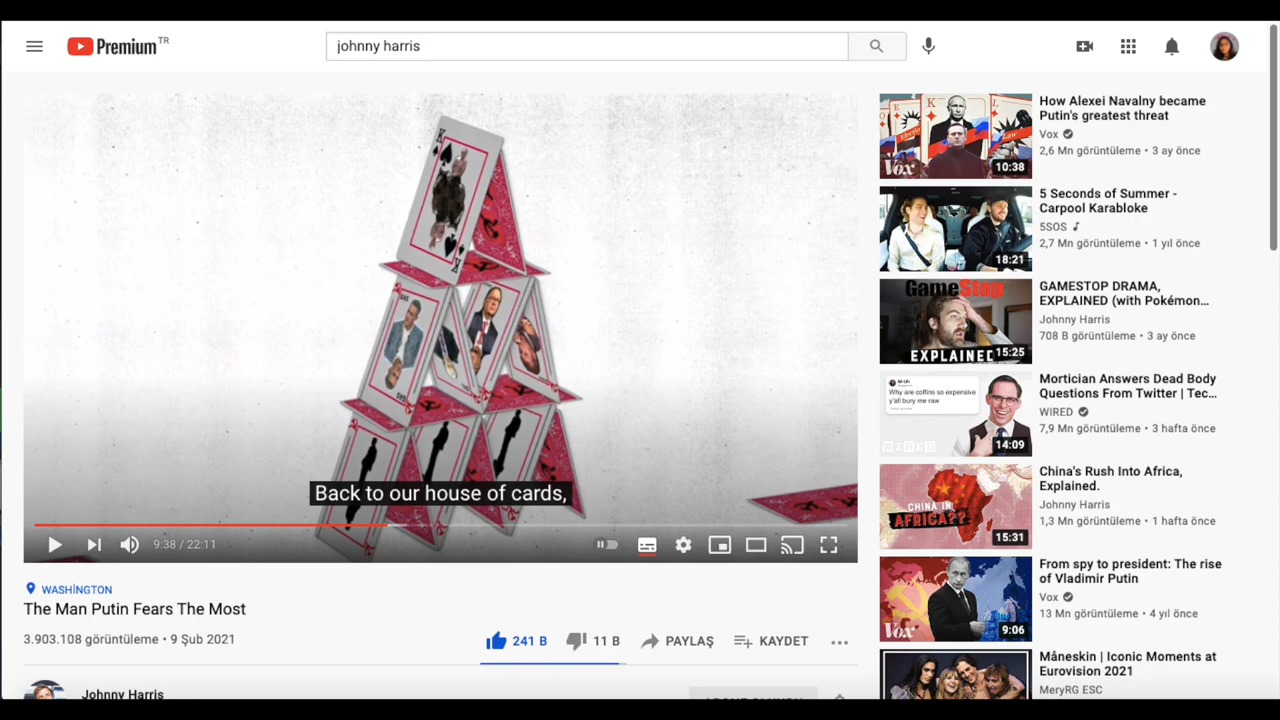 Premium TR
johnny harris
K
K
Back to our house of cards,
9:38 / 22:11
WASHİNGTON
The Man Putin Fears The Most
3.903.108 görüntüleme • 9 Şub 2021
241 B
11 B
PAYLAŞ
KAYDET
Johnny Harris
E K L
Vox
10:38
How Alexei Navalny became
Putin's greatest threat
Vox
2,6 Mn görüntüleme • 3 ay önce
18:21
5 Seconds of Summer -
Carpool Karabloke
5SOS
2,7 Mn görüntüleme • 1 yıl önce
GameStop
EXPLAINED
15:25
GAMESTOP DRAMA,
EXPLAINED (with Pokémon...
Johnny Harris
708 B görüntüleme • 3 ay önce
Why are coffins so expensive
y'all bury me raw
WIRED
14:09
Mortician Answers Dead Body
Questions From Twitter | Tec...
WIRED
7,9 Mn görüntüleme • 3 hafta önce
CHINA IN
AFRICA??
15:31
China's Rush Into Africa,
Explained.
Johnny Harris
1,3 Mn görüntüleme • 1 hafta önce
Vox
9:06
From spy to president: The rise
of Vladimir Putin
Vox
13 Mn görüntüleme • 4 yıl önce
Måneskin | Iconic Moments at
Eurovision 2021
MeryRG ESC